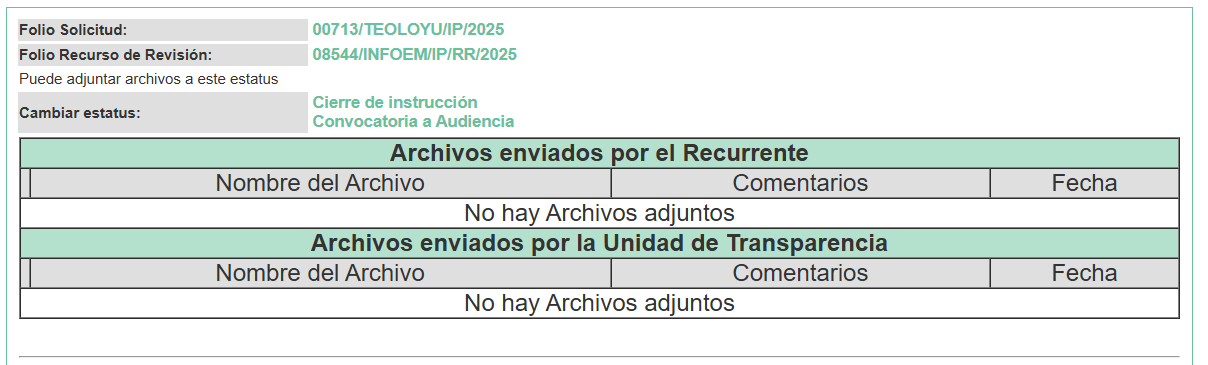 Folio Solicitud: 00713/TEOLOYU/IP/2025
Folio Recurso de Revisión: 08544/INFOEM/IP/RR/2025
Puede adjuntar archivos a este estatus
Cambiar estatus: Cierre de instrucción
Convocatoria a Audiencia
Archivos enviados por el Recurrente
Nombre del Archivo Comentarios Fecha
No hay Archivos adjuntos
Archivos enviados por la Unidad de Transparencia
Nombre del Archivo Comentarios Fecha
No hay Archivos adjuntos